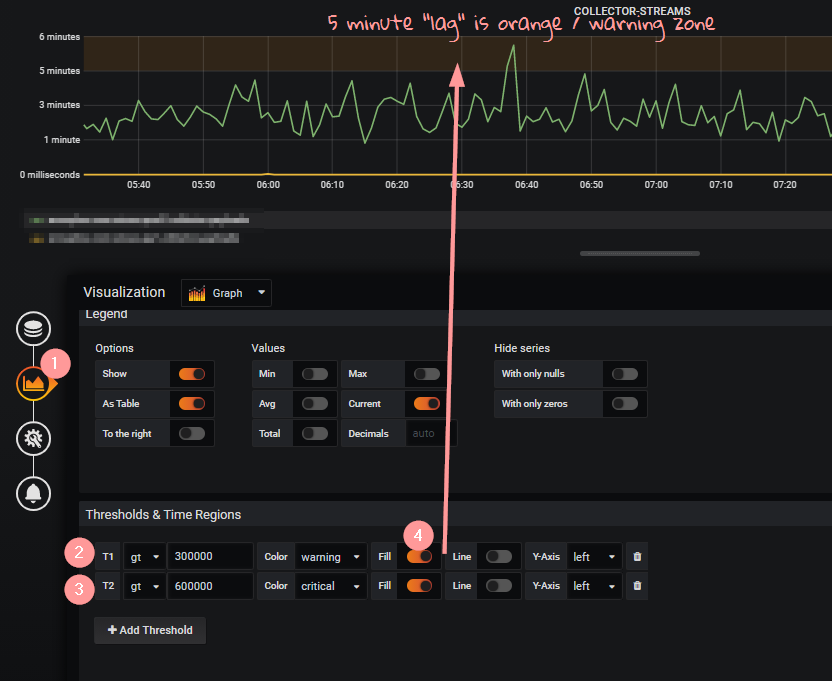 COLLECTOR-STREAMS
5 minute "lag" is orange / warning zone
6 minutes
5 minutes
3 minutes
1 minute
0 milliseconds
05:40 05:50 06:00 06:10 06:20 06:30 06:40 06:50 07:00 07:10 07:20
Visualization Graph
Legend
Options Values Hide series
1
Show Min Max With only nulls
As Table Avg Current With only zeros
To the right Total Decimals auto
Thresholds & Time Regions
4
2 T1 gt 300000 Color warning Fill Line Y-Axis left
3 T2 gt 600000 Color critical Fill Line Y-Axis left
+ Add Threshold